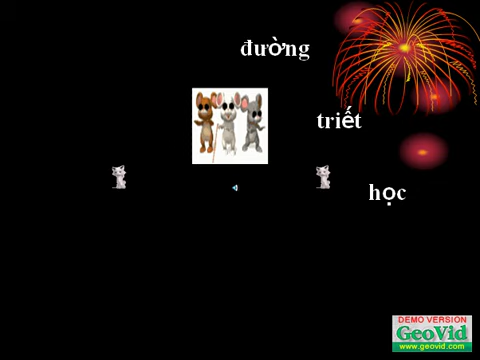 đường
triết
học
DEMO VERSION
GeoVid
www.geovid.com